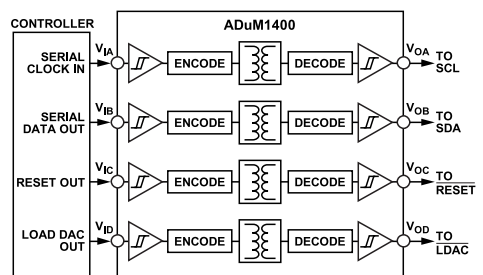 CONTROLLER
ADuM1400
SERIAL
CLOCK IN
VIA
ENCODE
DECODE
VOA
TO
SCL
SERIAL
DATA OUT
VIB
ENCODE
DECODE
VOB
TO
SDA
RESET OUT
VIC
ENCODE
DECODE
VOC
TO
RESET
LOAD DAC
OUT
VID
ENCODE
DECODE
VOD
TO
LDAC